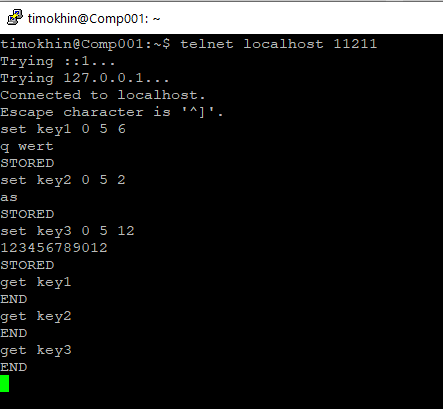 timokhin@Comp001: ~
timokhin@Comp001:~$ telnet localhost 11211
Trying ::1...
Trying 127.0.0.1...
Connected to localhost.
Escape character is '^]'.
set key1 0 5 6
q wert
STORED
set key2 0 5 2
as
STORED
set key3 0 5 12
123456789012
STORED
get key1
END
get key2
END
get key3
END